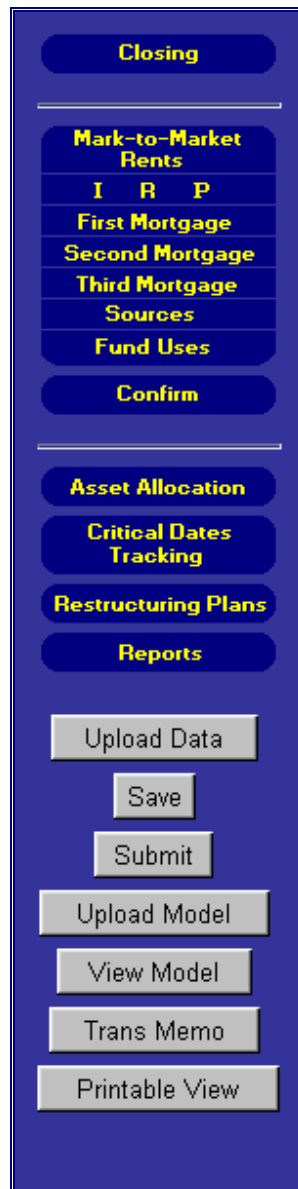 Closing
Mark-to-Market
Rents
I R P
First Mortgage
Second Mortgage
Third Mortgage
Sources
Fund Uses
Confirm
Asset Allocation
Critical Dates
Tracking
Restructuring Plans
Reports
Upload Data
Save
Submit
Upload Model
View Model
Trans Memo
Printable View